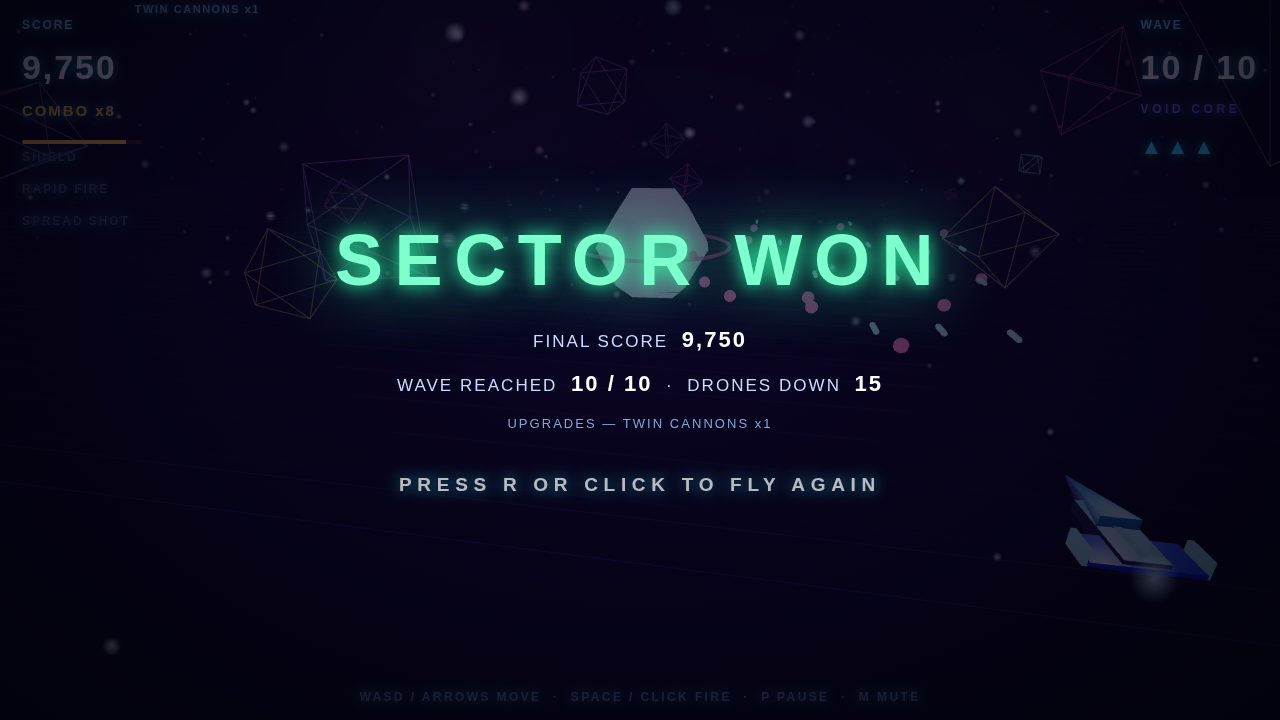 TWIN CANNONS x1
SCORE
9,750
COMBO x8
SHIELD
RAPID FIRE
SPREAD SHOT
WAVE
10 / 10
VOID CORE
SECTOR WON
FINAL SCORE 9,750
WAVE REACHED 10 / 10 · DRONES DOWN 15
UPGRADES — TWIN CANNONS x1
PRESS R OR CLICK TO FLY AGAIN
WASD / ARROWS MOVE · SPACE / CLICK FIRE · P PAUSE · M MUTE